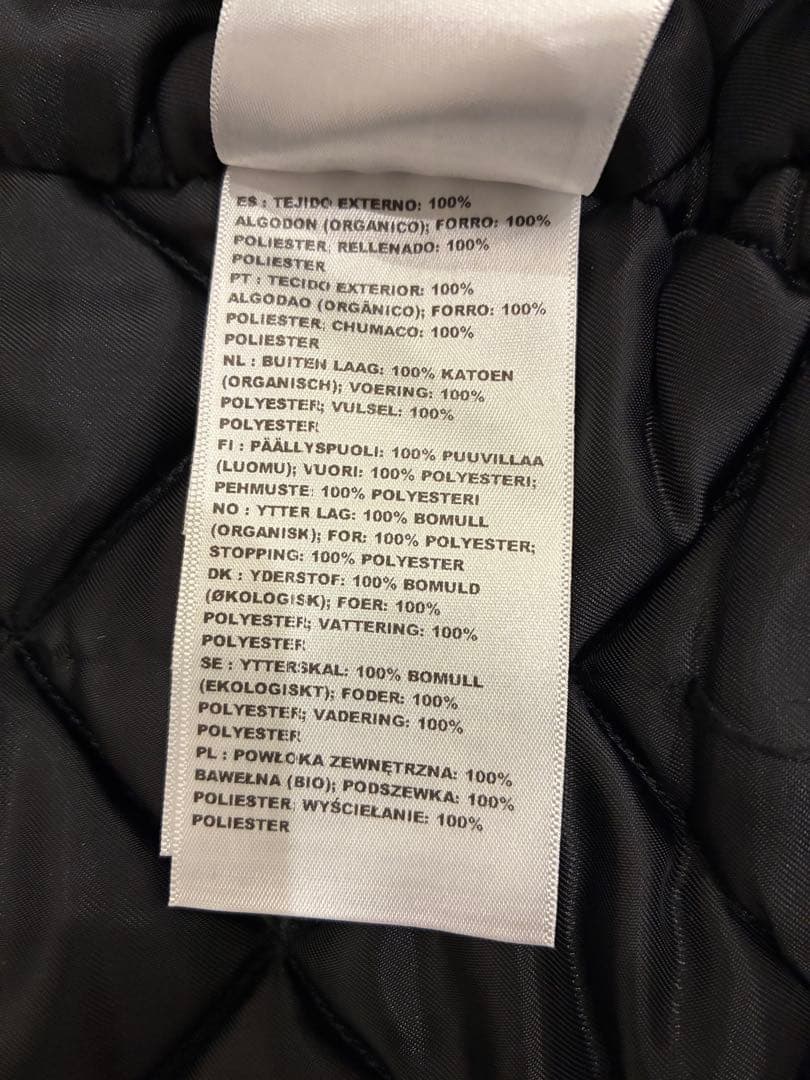 ES : TEJIDO EXTERNO: 100%
ALGODON (ORGANICO); FORRO: 100%
POLIESTER; RELLENADO: 100%
POLIESTER
PT : TECIDO EXTERIOR: 100%
ALGODAO (ORGÂNICO); FORRO: 100%
POLIESTER; CHUMACO: 100%
POLIESTER
NL : BUITEN LAAG: 100% KATOEN
(ORGANISCH); VOERING: 100%
POLYESTER; VULSEL: 100%
POLYESTER
FI : PÄÄLLYSPUOLI: 100% PUUVILLAA
(LUOMU); VUORI: 100% POLYESTERI;
PEHMUSTE: 100% POLYESTERI
NO : YTTER LAG: 100% BOMULL
(ORGANISK); FOR: 100% POLYESTER;
STOPPING: 100% POLYESTER
DK : YDERSTOF: 100% BOMULD
(ØKOLOGISK); FOER: 100%
POLYESTER; VATTERING: 100%
POLYESTER
SE : YTTERSKAL: 100% BOMULL
(EKOLOGISKT); FODER: 100%
POLYESTER; VADERING: 100%
POLYESTER
PL : POWŁOKA ZEWNĘTRZNA: 100%
BAWEŁNA (BIO); PODSZEWKA: 100%
POLIESTER; WYŚCIEŁANIE: 100%
POLIESTER